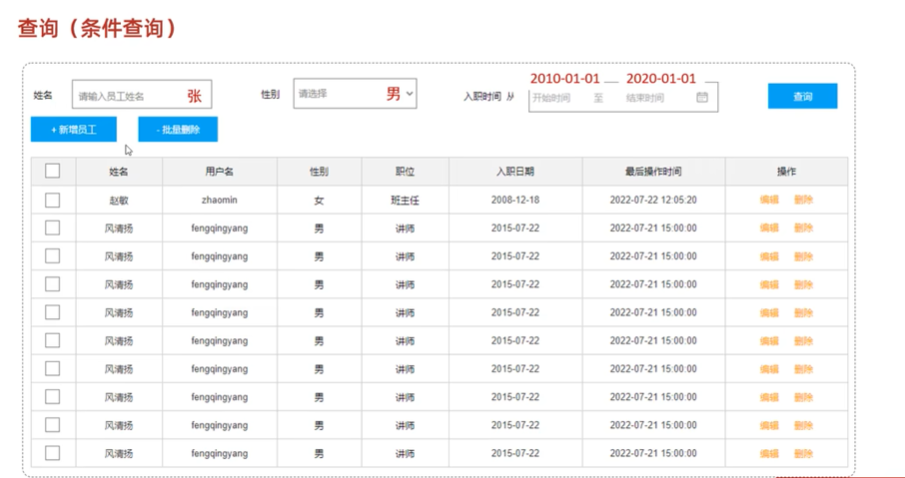 查询（条件查询）
2010-01-01 2020-01-01
姓名 请输入员工姓名 张 性别 请选择 男 入职时间 从 开始时间 至 结束时间 查询
+ 新增员工 - 批量删除
姓名 用户名 性别 职位 入职日期 最后操作时间 操作
赵敏 zhaomin 女 班主任 2008-12-18 2022-07-22 12:05:20 编辑 删除
风清扬 fengqingyang 男 讲师 2015-07-22 2022-07-21 15:00:00 编辑 删除
风清扬 fengqingyang 男 讲师 2015-07-22 2022-07-21 15:00:00 编辑 删除
风清扬 fengqingyang 男 讲师 2015-07-22 2022-07-21 15:00:00 编辑 删除
风清扬 fengqingyang 男 讲师 2015-07-22 2022-07-21 15:00:00 编辑 删除
风清扬 fengqingyang 男 讲师 2015-07-22 2022-07-21 15:00:00 编辑 删除
风清扬 fengqingyang 男 讲师 2015-07-22 2022-07-21 15:00:00 编辑 删除
风清扬 fengqingyang 男 讲师 2015-07-22 2022-07-21 15:00:00 编辑 删除
风清扬 fengqingyang 男 讲师 2015-07-22 2022-07-21 15:00:00 编辑 删除
风清扬 fengqingyang 男 讲师 2015-07-22 2022-07-21 15:00:00 编辑 删除